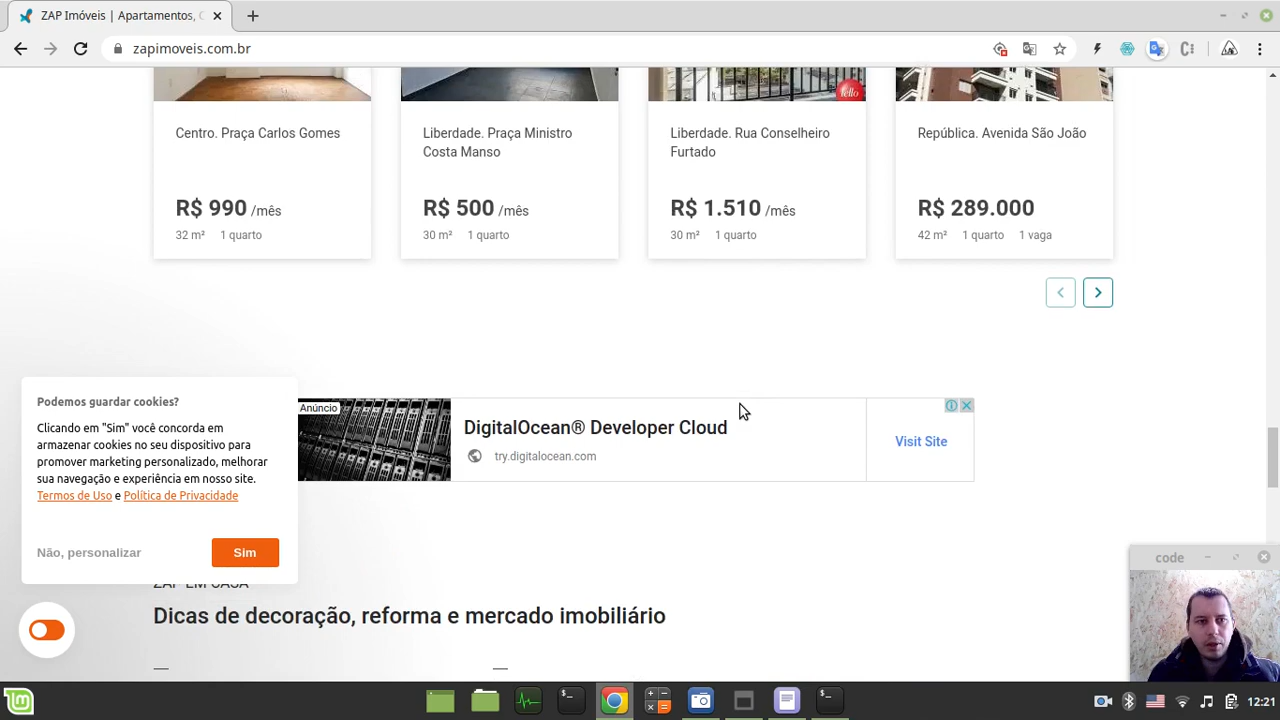 ZAP Imóveis | Apartamentos, C
zapimoveis.com.br
lello
Centro. Praça Carlos Gomes
R$ 990 /mês
32 m² 1 quarto
Liberdade. Praça Ministro
Costa Manso
R$ 500 /mês
30 m² 1 quarto
Liberdade. Rua Conselheiro
Furtado
R$ 1.510 /mês
30 m² 1 quarto
República. Avenida São João
R$ 289.000
42 m² 1 quarto 1 vaga
Podemos guardar cookies?
Clicando em "Sim" você concorda em
armazenar cookies no seu dispositivo para
promover marketing personalizado, melhorar
sua navegação e experiência em nosso site.
Termos de Uso e Política de Privacidade
Não, personalizar
Sim
Anúncio
DigitalOcean® Developer Cloud
try.digitalocean.com
Visit Site
ZAP EM CASA
Dicas de decoração, reforma e mercado imobiliário
code
12:21